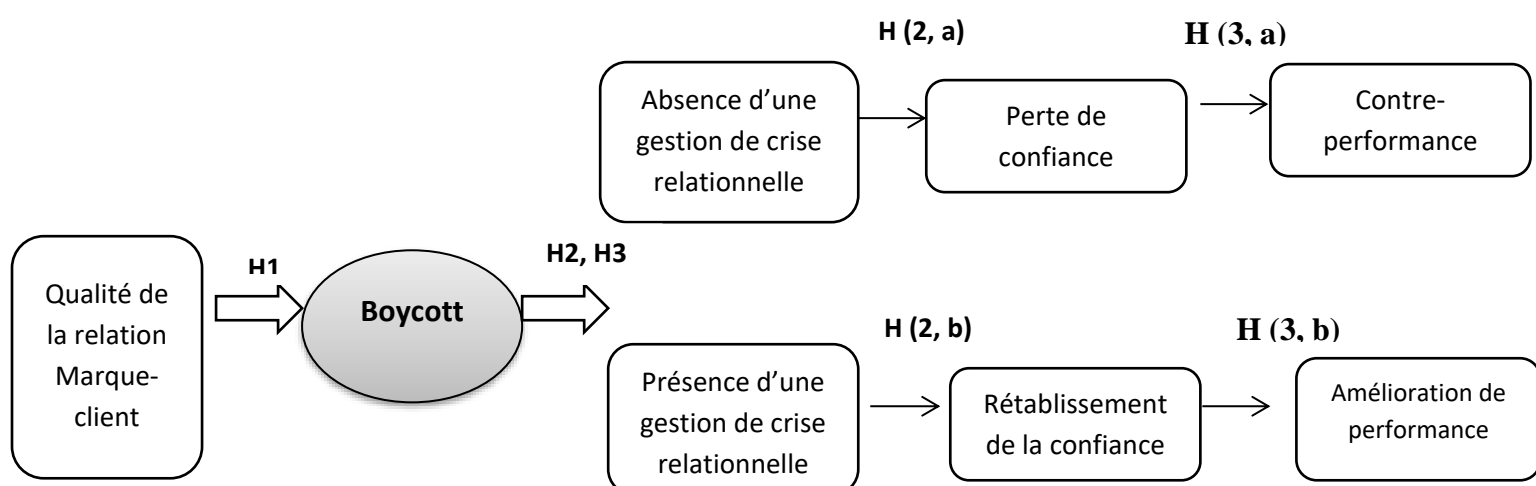 H (2, a)
H (3, a)
Absence d’une
gestion de crise
relationnelle
Perte de
confiance
Contre-
performance
Qualité de
la relation
Marque-
client
H1
Boycott
H2, H3
H (2, b)
H (3, b)
Présence d’une
gestion de crise
relationnelle
Rétablissement
de la confiance
Amélioration de
performance